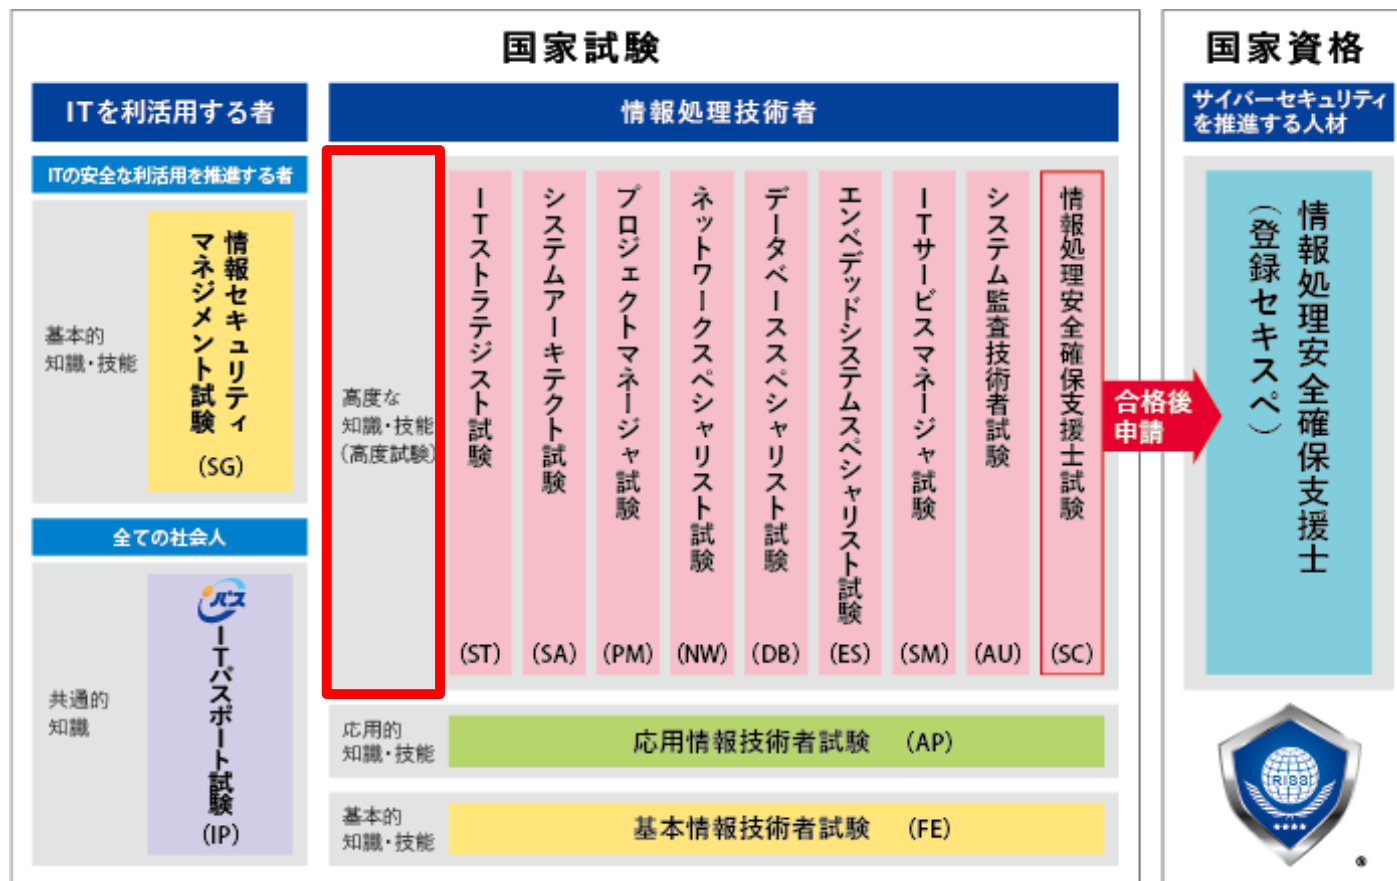 国家試験
ITを利活用する者
ITの安全な利活用を推進する者
基本的
知識・技能
情報セキュリティ
マネジメント試験
(SG)
全ての社会人
共通的
知識
iパス
ITパスポート試験
(IP)
情報処理技術者
高度な
知識・技能
(高度試験)
ITストラテジスト試験
(ST)
システムアーキテクト試験
(SA)
プロジェクトマネージャ試験
(PM)
ネットワークスペシャリスト試験
(NW)
データベーススペシャリスト試験
(DB)
エンベデッドシステムスペシャリスト試験
(ES)
ITサービスマネージャ試験
(SM)
システム監査技術者試験
(AU)
情報処理安全確保支援士試験
(SC)
応用的
知識・技能
応用情報技術者試験 (AP)
基本的
知識・技能
基本情報技術者試験 (FE)
合格後
申請
国家資格
サイバーセキュリティ
を推進する人材
情報処理安全確保支援士
(登録セキスペ)
RISS
®